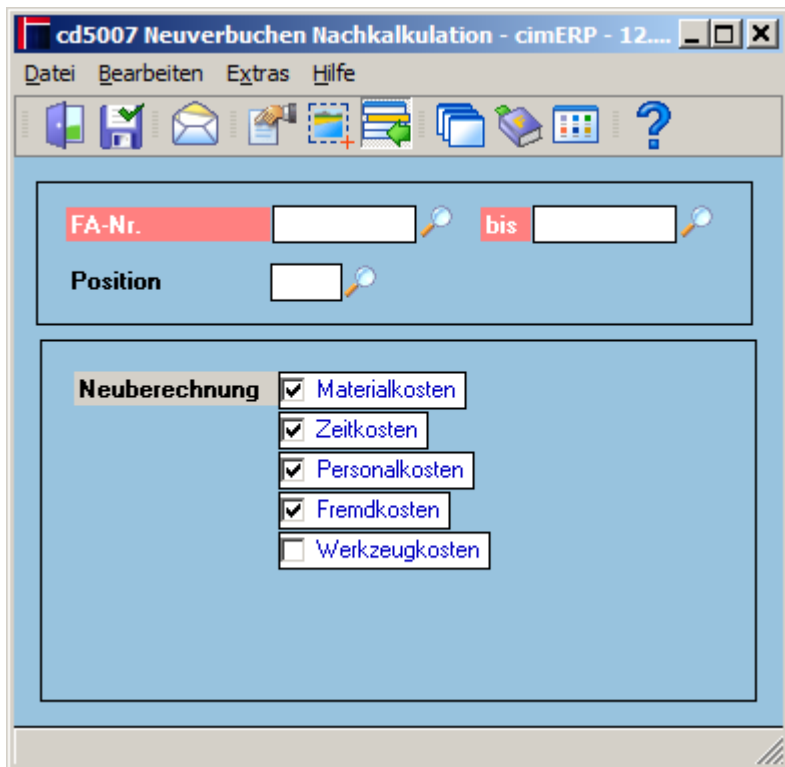 cd5007 Neuverbuchen Nachkalkulation - cimERP - 12....
Datei Bearbeiten Extras Hilfe
FA-Nr. bis
Position
Neuberechnung Materialkosten
Zeitkosten
Personalkosten
Fremdkosten
Werkzeugkosten